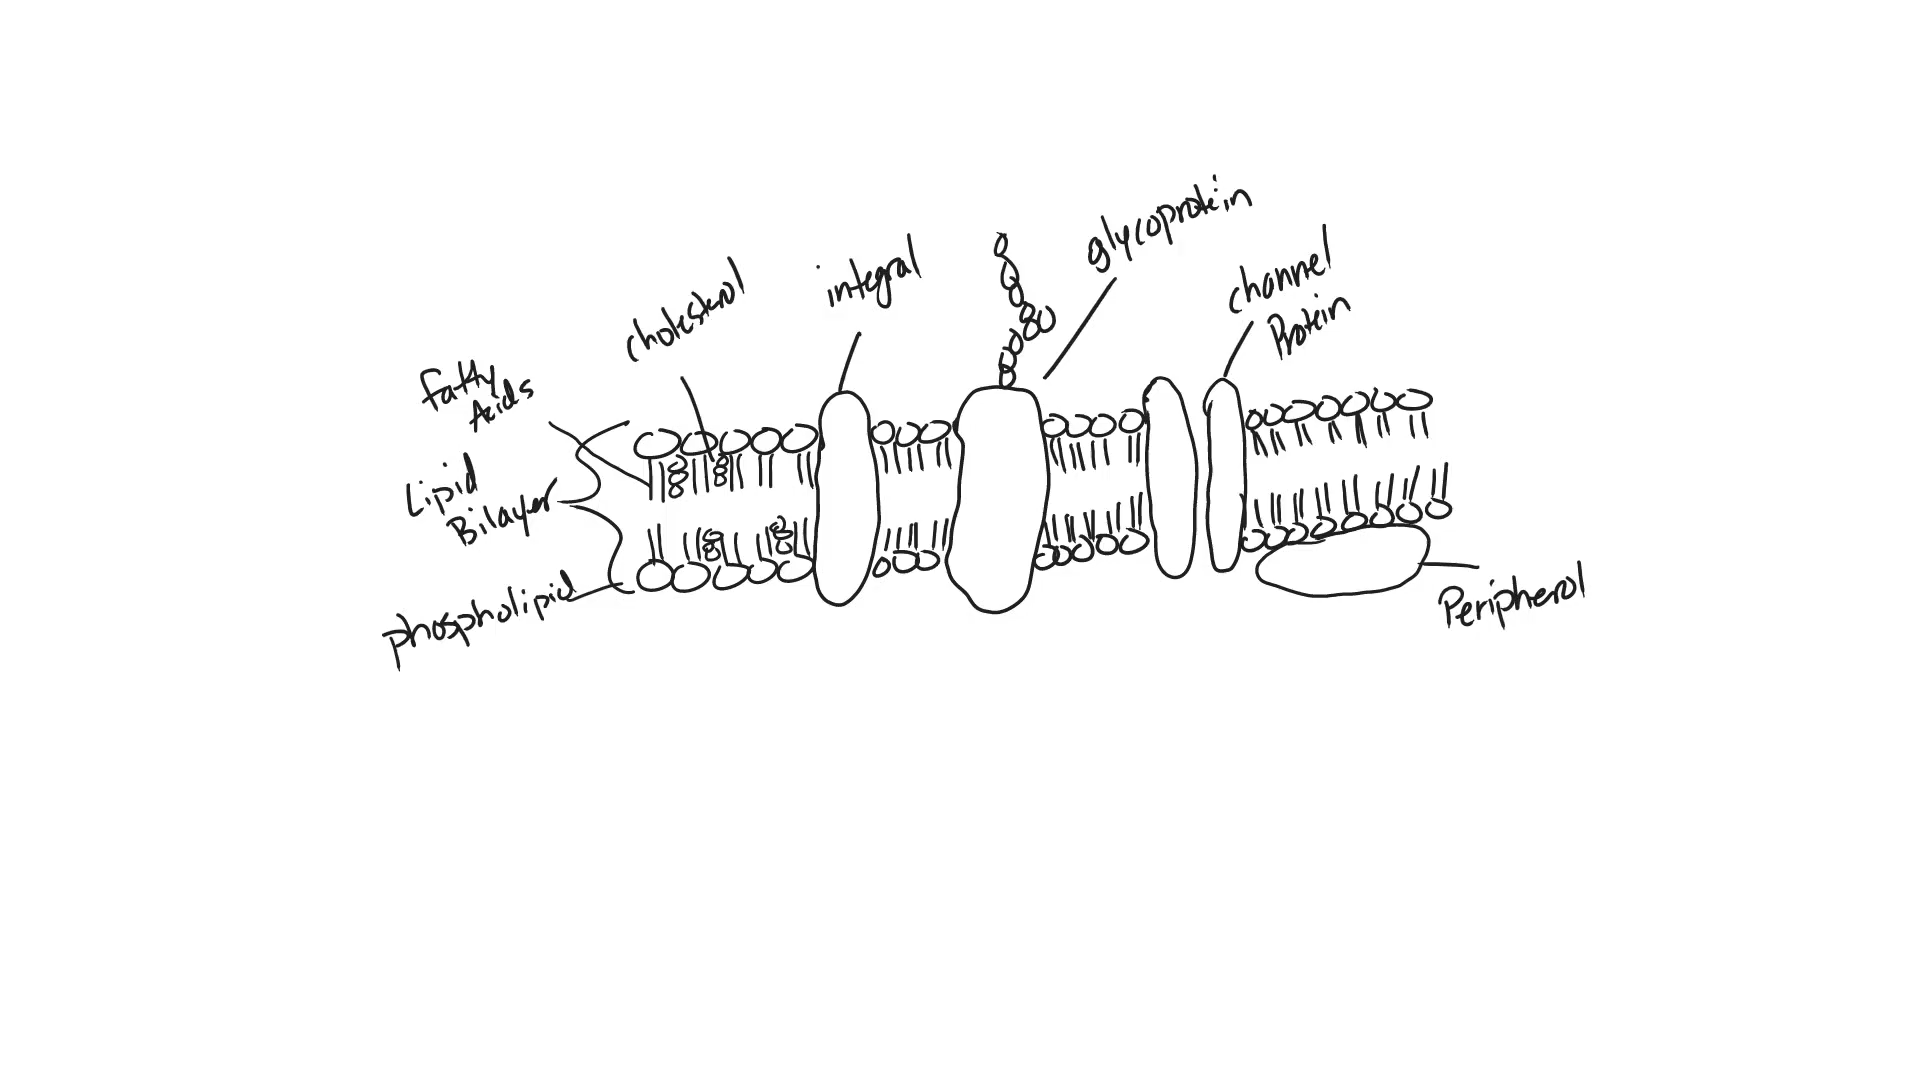 glycoprotein
integral
channel
Protein
cholesterol
fatty
Acids
Lipid
Bilayer
phospholipid
Peripherol